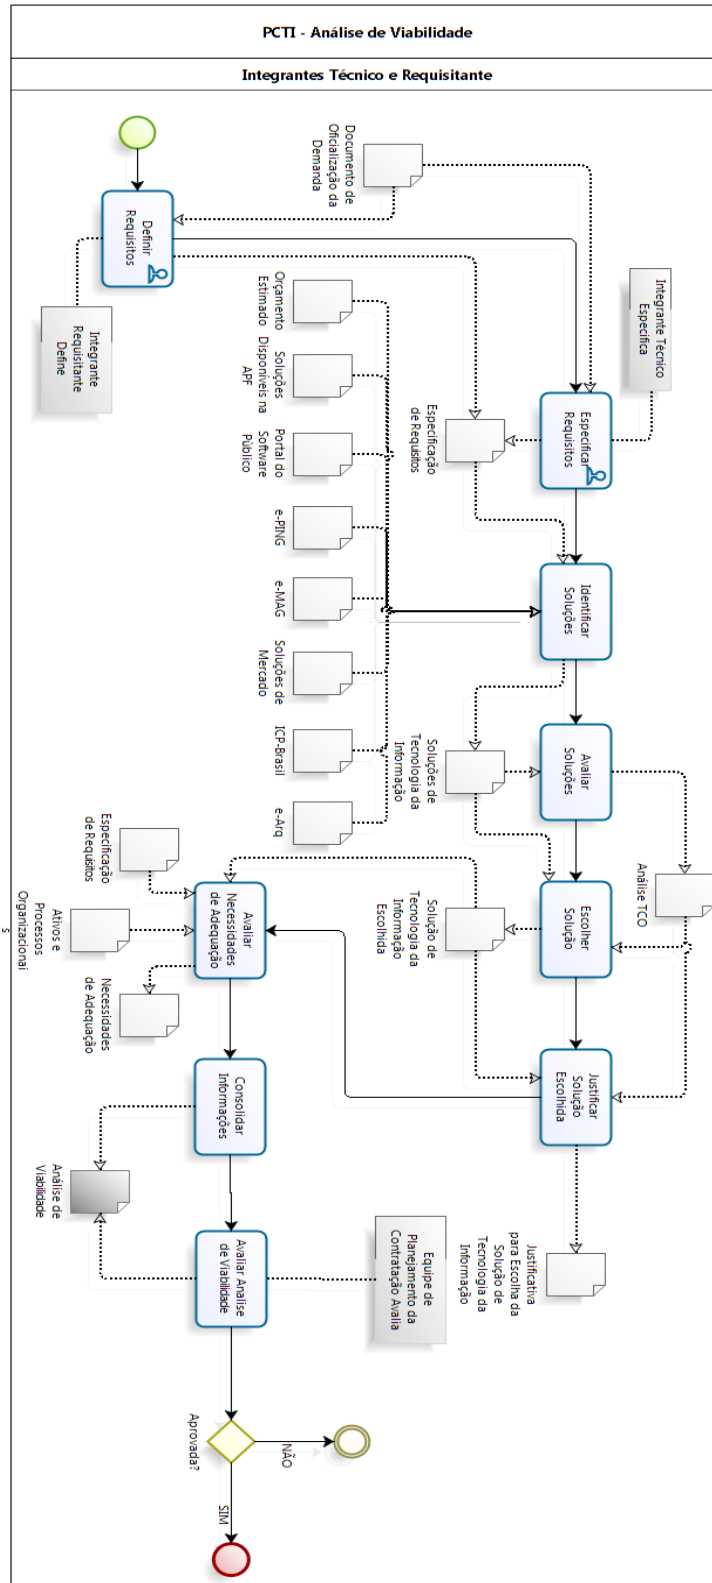 PCTI - Análise de Viabilidade
Integrantes Técnico e Requisitante
Documento de
Oficialização da
Demanda
Definir
Requisitos
Integrante
Requisitante
Define
Integrante Técnico
Especifica
Especificar
Requisitos
Especificação
de Requisitos
Orçamento
Estimado
Soluções
Disponíveis na
APF
Portal do
Software
Público
e-PING
e-MAG
Soluções de
Mercado
ICP-Brasil
e-Arq
Identificar
Soluções
Soluções de
Tecnologia da
Informação
Avaliar
Soluções
Análise TCO
Escolher
Solução
Solução de
Tecnologia da
Informação
Escolhida
Justificar
Solução
Escolhida
Justificativa
para Escolha da
Solução de
Tecnologia da
Informação
Especificação
de Requisitos
Ativos e
Processos
Organizacionai
s
Avaliar
Necessidades
de Adequação
Necessidades
de Adequação
Consolidar
Informações
Análise de
Viabilidade
Avaliar Analise
de Viabilidade
Equipe de
Planejamento da
Contratação Avalia
Aprovada?
NÃO
SIM